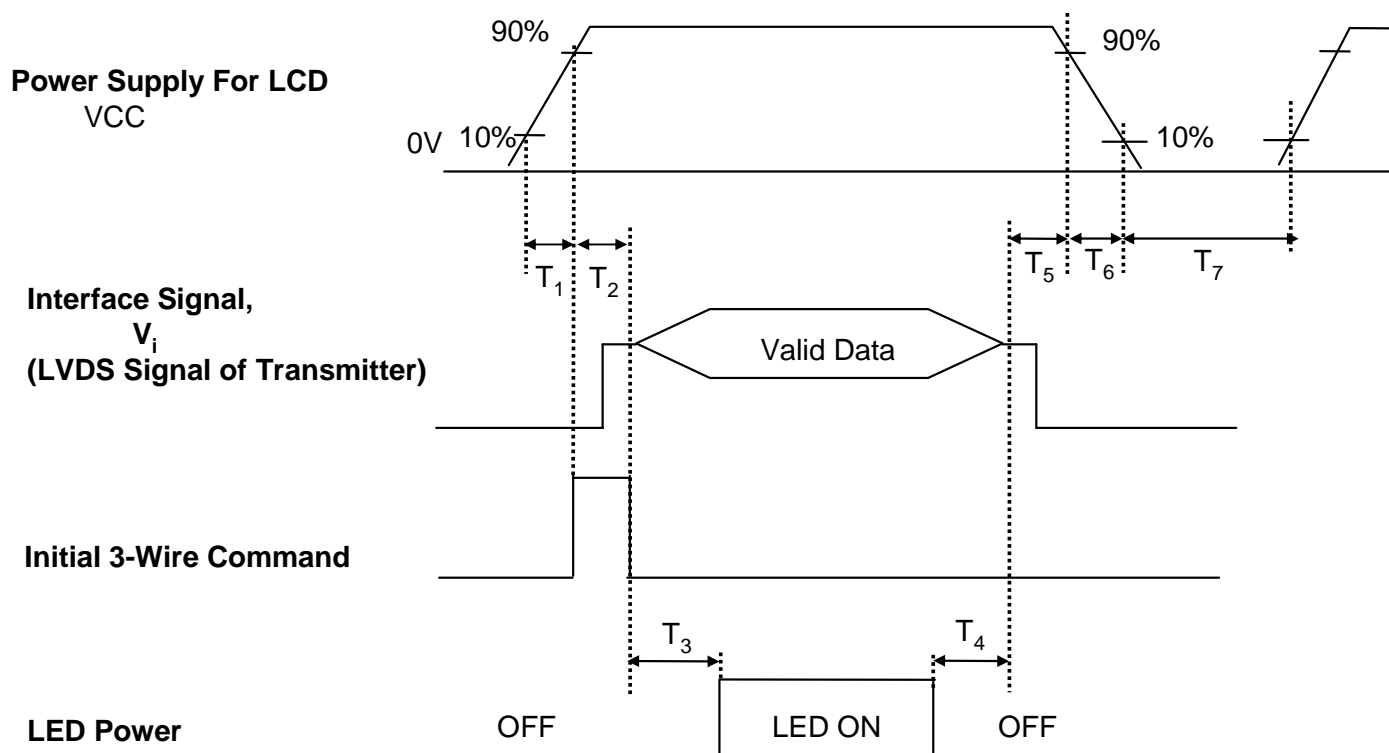 90%
90%
Power Supply For LCD
VCC
0V
10%
10%
T1
T2
T5
T6
T7
Interface Signal,
Vi
(LVDS Signal of Transmitter)
Valid Data
Initial 3-Wire Command
T3
T4
LED Power
OFF
LED ON
OFF